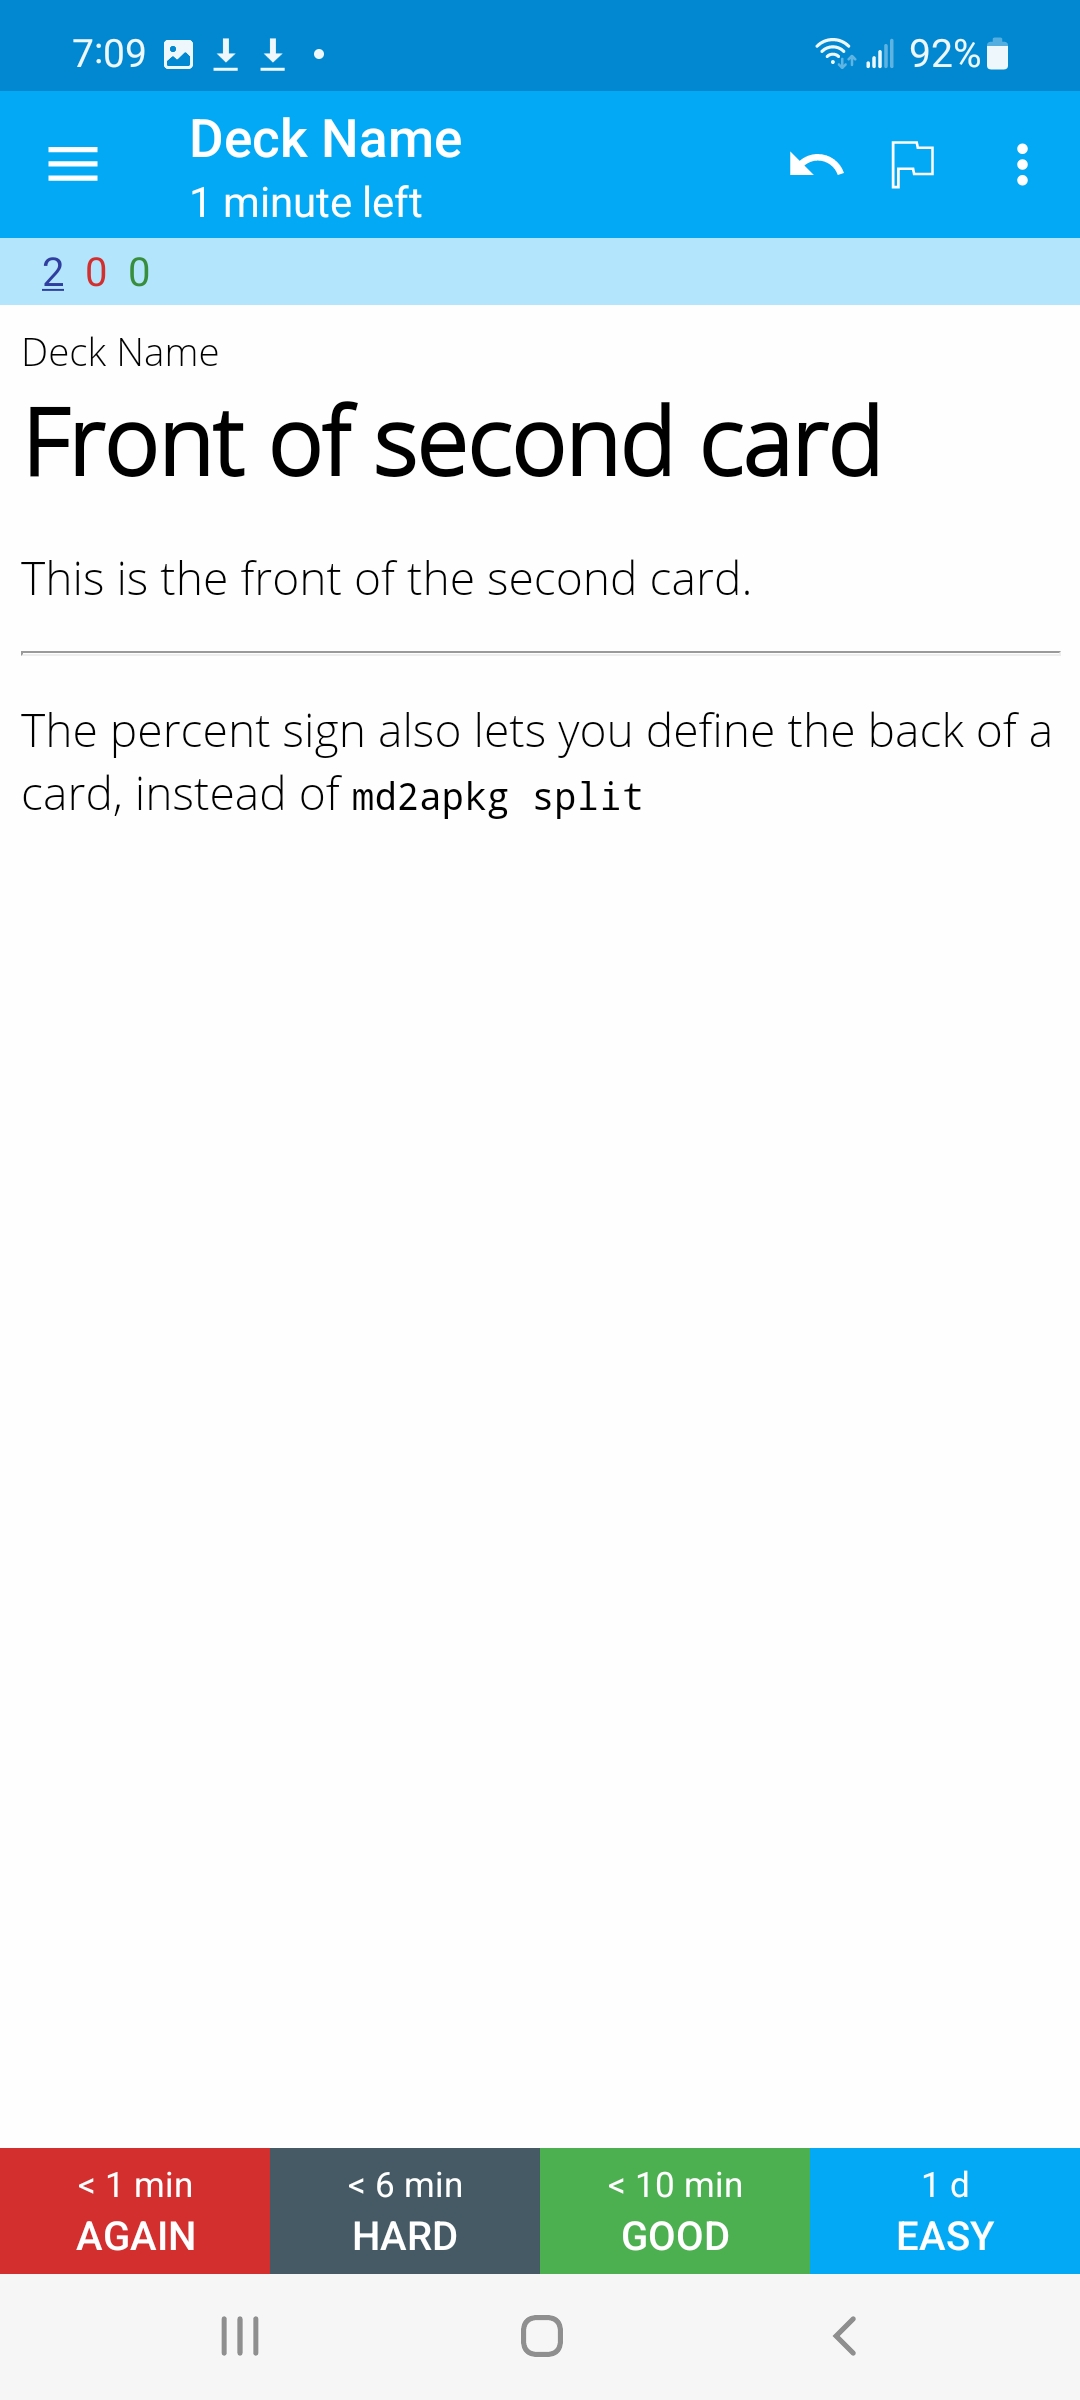 7:09
92%
Deck Name
1 minute left
2 0 0
Deck Name
Front of second card
This is the front of the second card.
The percent sign also lets you define the back of a
card, instead of md2apkg split
< 1 min
AGAIN
< 6 min
HARD
< 10 min
GOOD
1 d
EASY